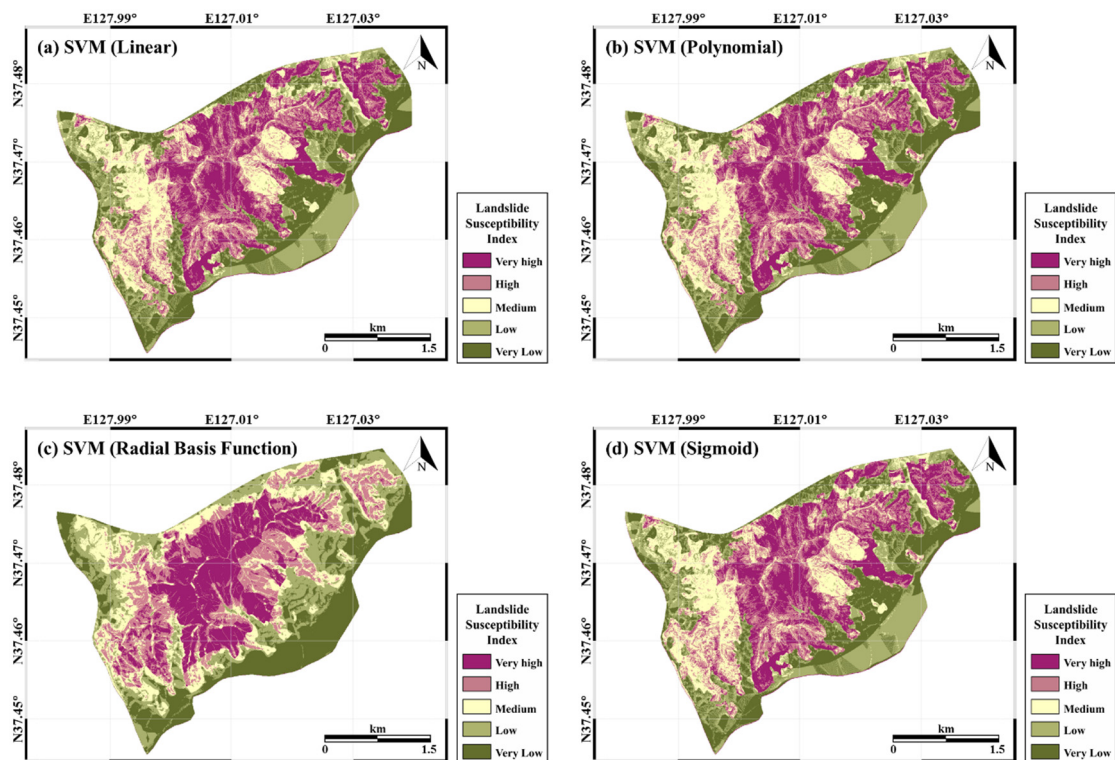 E127.99° E127.01° E127.03°
(a) SVM (Linear)
N
N37.48°
N37.47°
N37.46°
N37.45°
Landslide
Susceptibility
Index
Very high
High
Medium
Low
Very Low
km
0 1.5
E127.99° E127.01° E127.03°
(b) SVM (Polynomial)
N
N37.48°
N37.47°
N37.46°
N37.45°
Landslide
Susceptibility
Index
Very high
High
Medium
Low
Very Low
km
0 1.5
E127.99° E127.01° E127.03°
(c) SVM (Radial Basis Function)
N
N37.48°
N37.47°
N37.46°
N37.45°
Landslide
Susceptibility
Index
Very high
High
Medium
Low
Very Low
km
0 1.5
E127.99° E127.01° E127.03°
(d) SVM (Sigmoid)
N
N37.48°
N37.47°
N37.46°
N37.45°
Landslide
Susceptibility
Index
Very high
High
Medium
Low
Very Low
km
0 1.5